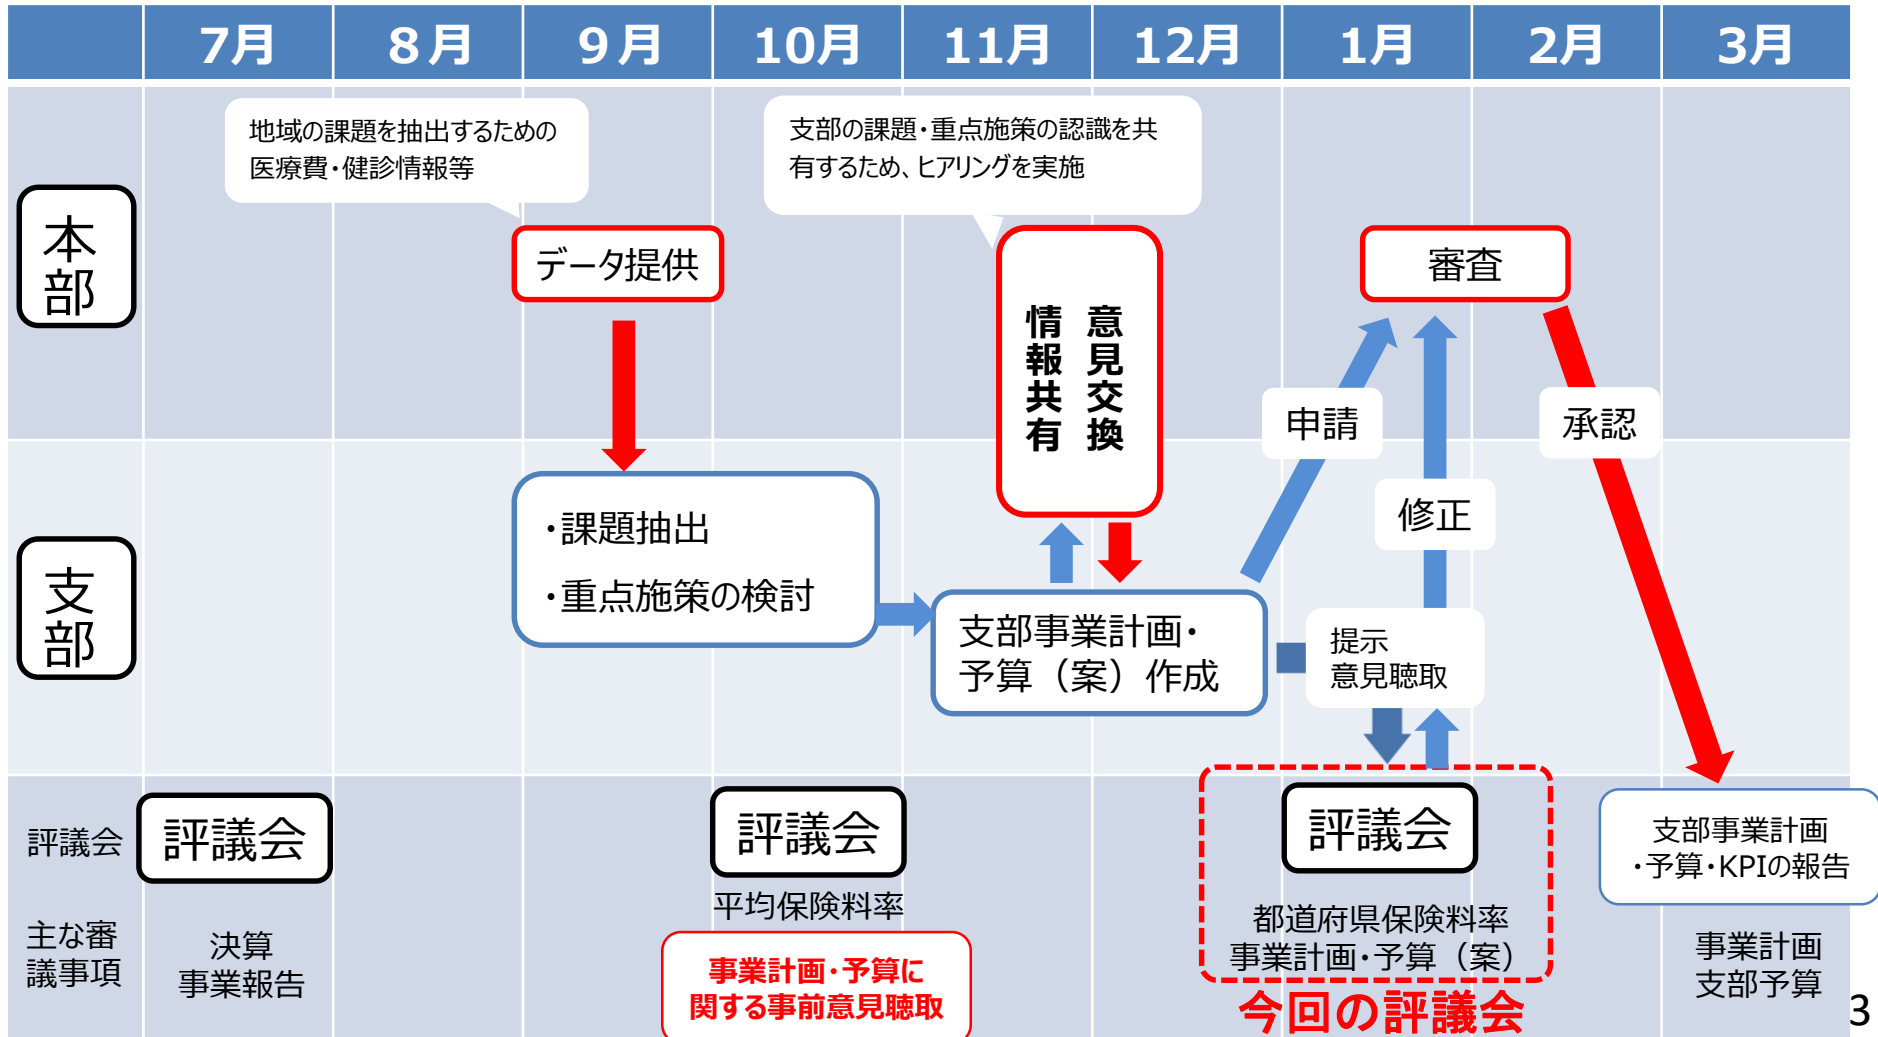 7月
８月
９月
10月
11月
12月
1月
2月
3月
本部
地域の課題を抽出するための
医療費・健診情報等
データ提供
支部の課題・重点施策の認識を共
有するため、ヒアリングを実施
意見交換
情報共有
審査
申請
修正
承認
支部
・課題抽出
・重点施策の検討
支部事業計画・
予算（案）作成
提示
意見聴取
評議会
評議会
評議会
評議会
支部事業計画
・予算・KPIの報告
主な審
議事項
決算
事業報告
平均保険料率
事業計画・予算に
関する事前意見聴取
都道府県保険料率
事業計画・予算（案）
今回の評議会
事業計画
支部予算
3